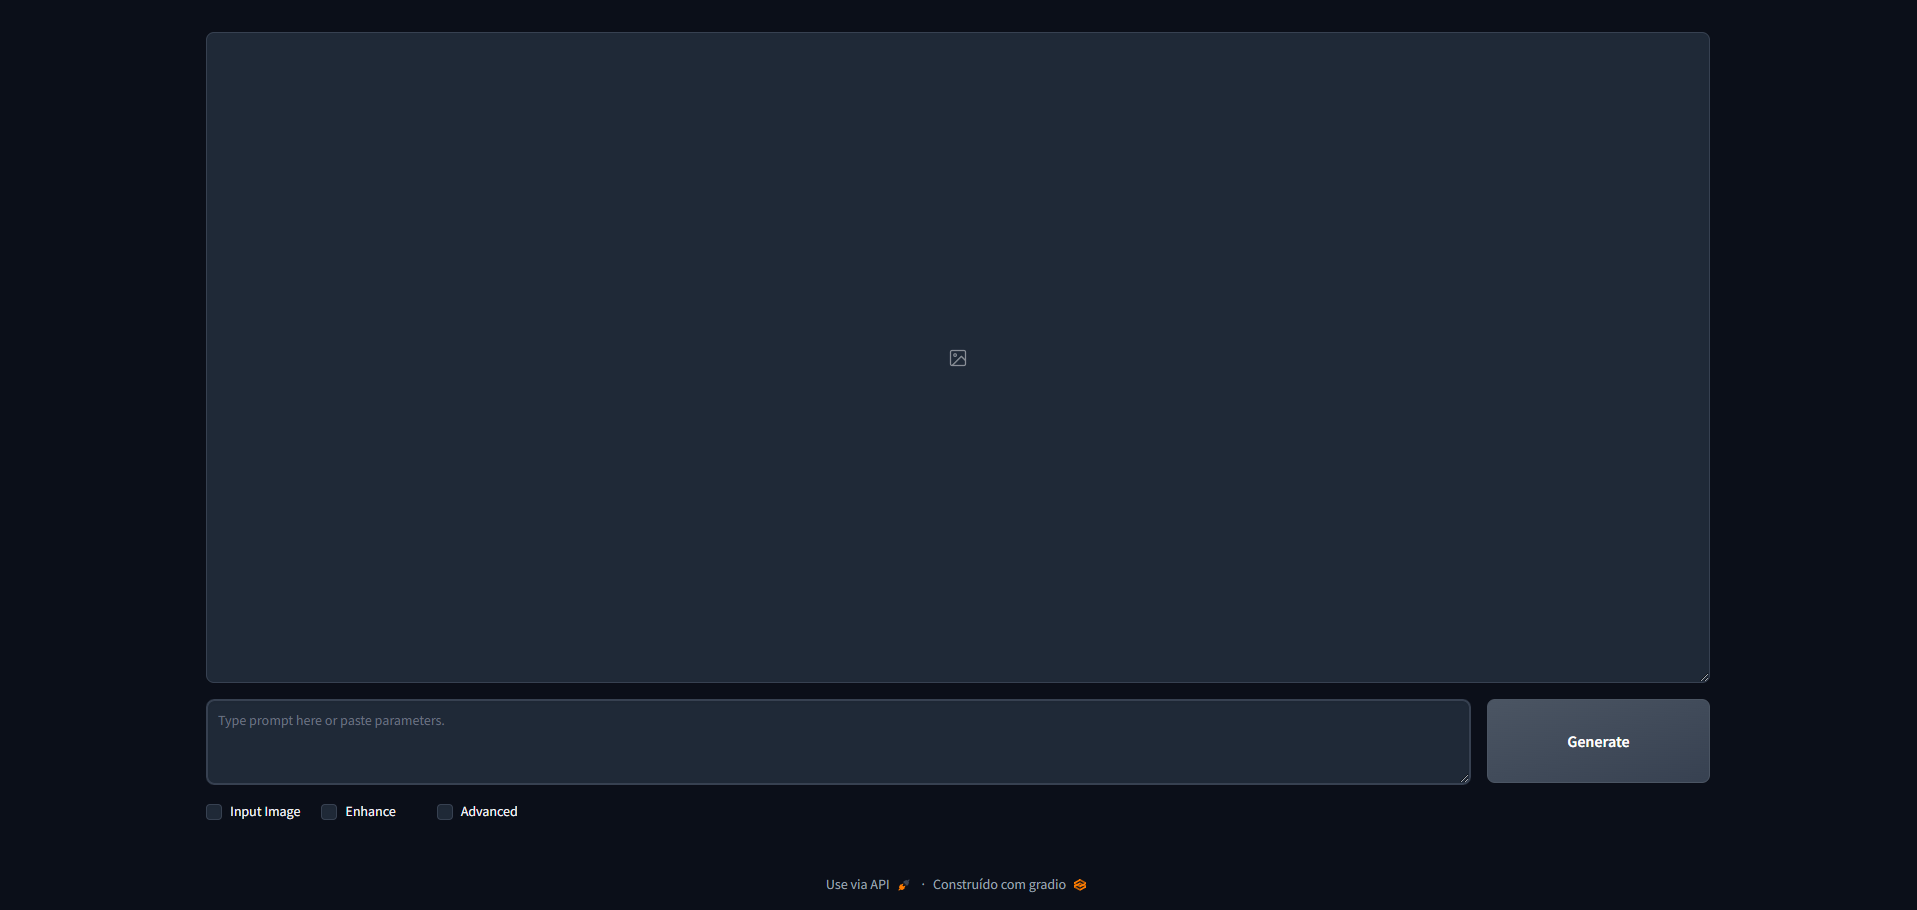 Type prompt here or paste parameters.
Generate
Input Image
Enhance
Advanced
Use via API · Construído com gradio